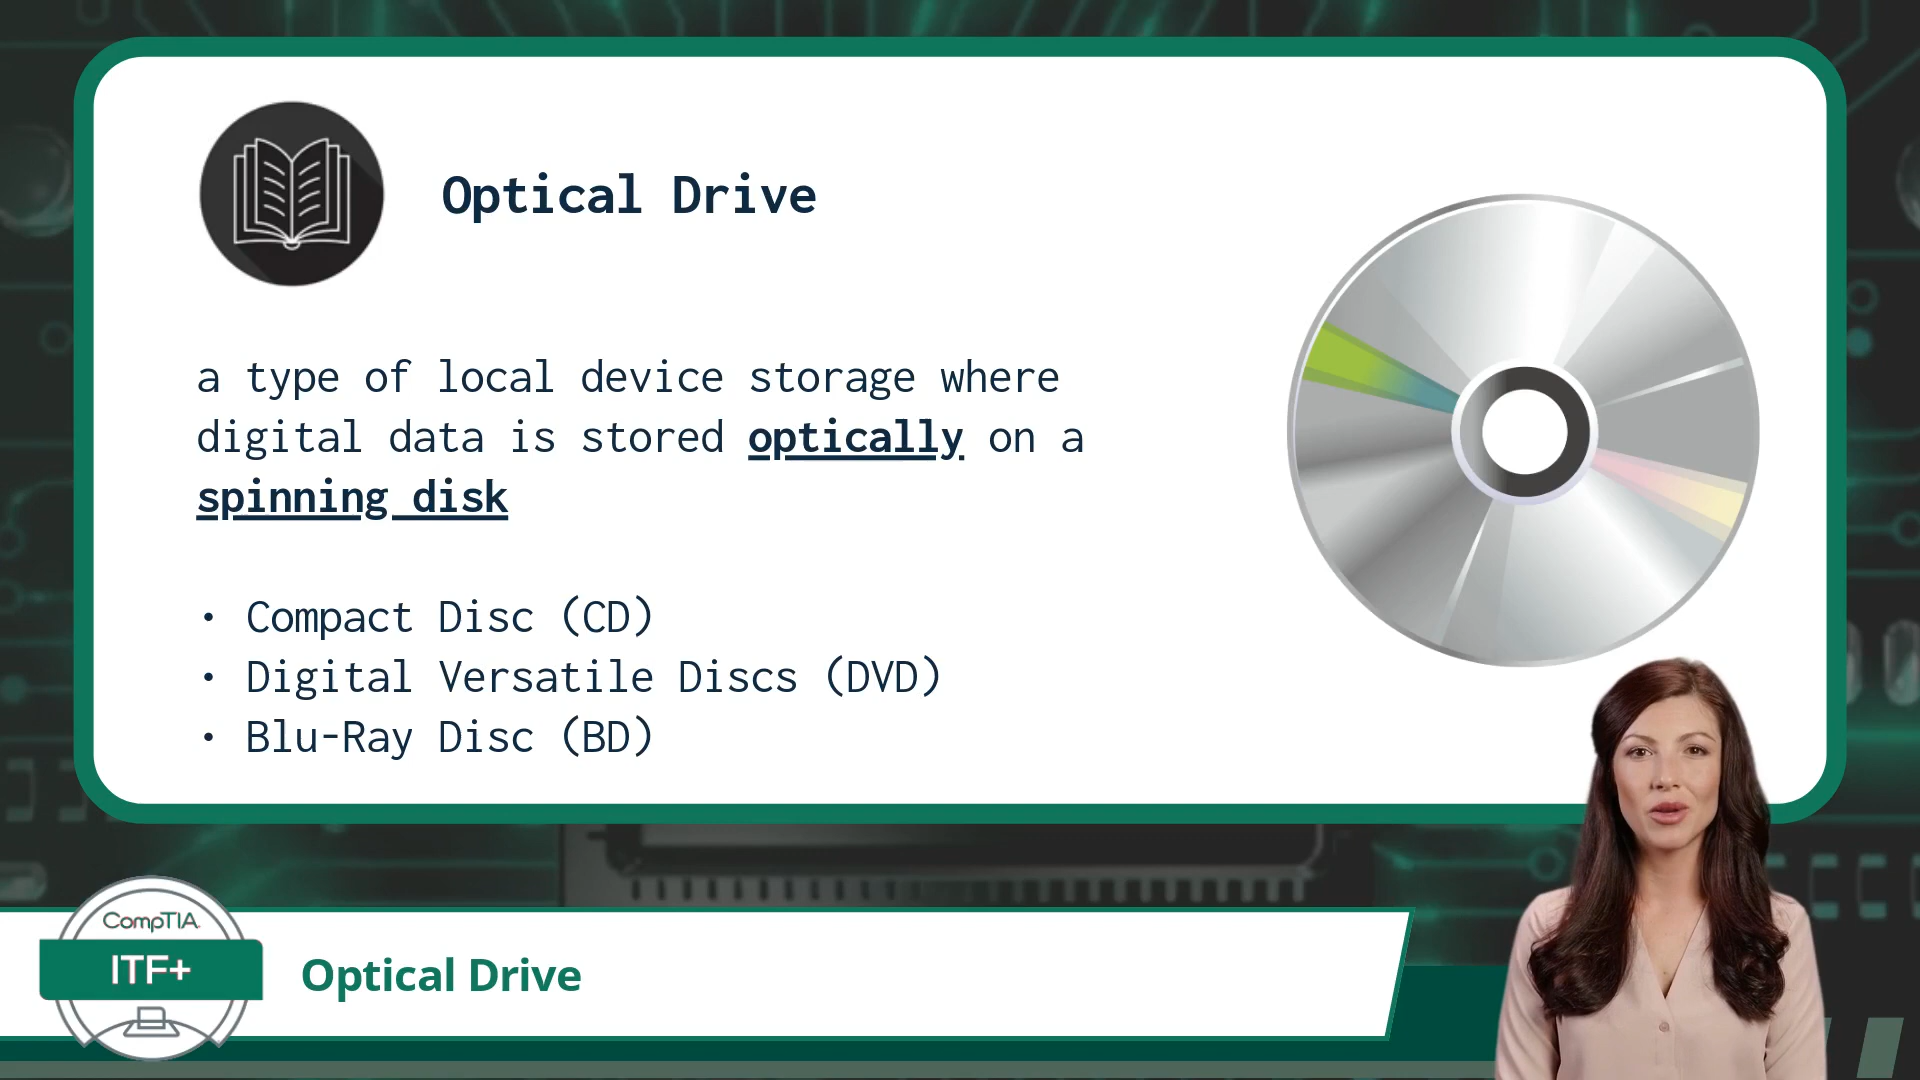 Optical Drive
a type of local device storage where
digital data is stored optically on a
spinning disk
• Compact Disc (CD)
• Digital Versatile Discs (DVD)
• Blu-Ray Disc (BD)
CompTIA
ITF+
Optical Drive